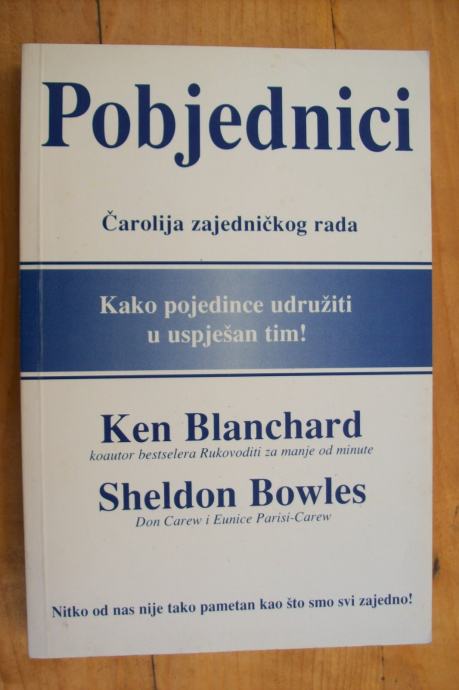 Pobjednici
Čarolija zajedničkog rada
Kako pojedince udružiti
u uspješan tim!
Ken Blanchard
koautor bestselera Rukovoditi za manje od minute
Sheldon Bowles
Don Carew i Eunice Parisi-Carew
Nitko od nas nije tako pametan kao što smo svi zajedno!